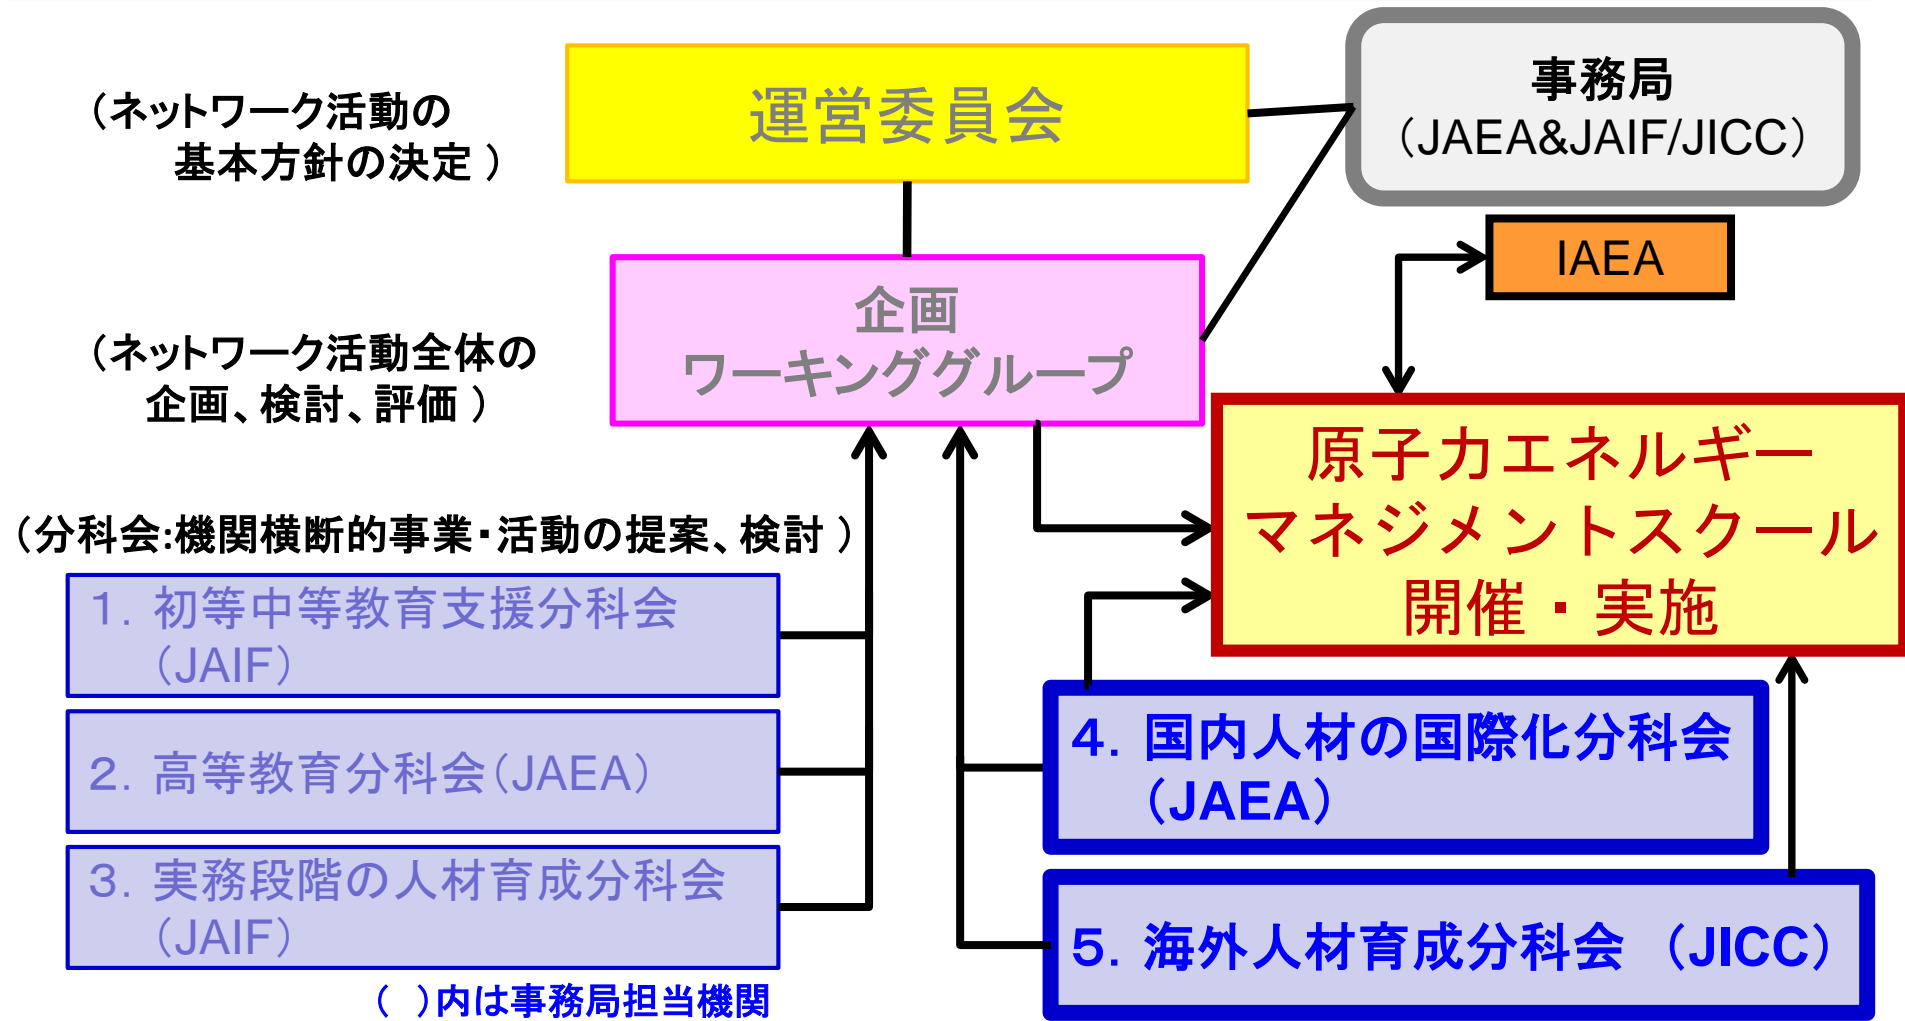 （ネットワーク活動の
基本方針の決定）
運営委員会
事務局
（JAEA&JAIF/JICC）
IAEA
（ネットワーク活動全体の
企画、検討、評価）
企画
ワーキンググループ
原子力エネルギー
マネジメントスクール
開催・実施
（分科会:機関横断的事業・活動の提案、検討）
１．初等中等教育支援分科会
（JAIF）
２．高等教育分科会（JAEA）
３．実務段階の人材育成分科会
（JAIF）
４．国内人材の国際化分科会
（JAEA）
５．海外人材育成分科会 （JICC）
（ ）内は事務局担当機関